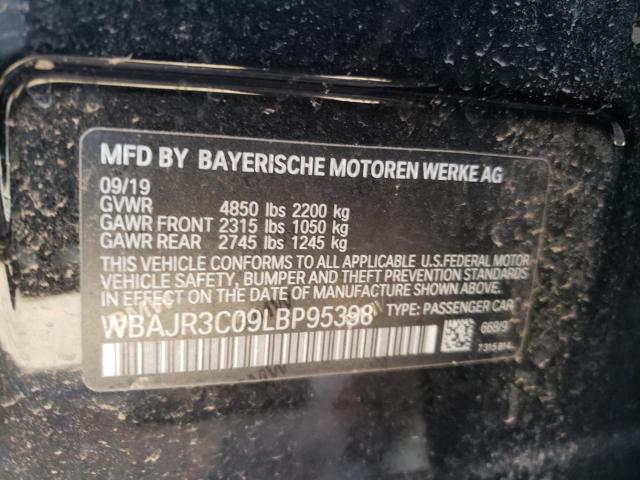 MFD BY BAYERISCHE MOTOREN WERKE AG
09/19
GVWR 4850 lbs 2200 kg
GAWR FRONT 2315 lbs 1050 kg
GAWR REAR 2745 lbs 1245 kg
THIS VEHICLE CONFORMS TO ALL APPLICABLE U.S.FEDERAL MOTOR
VEHICLE SAFETY, BUMPER AND THEFT PREVENTION STANDARDS
IN EFFECT ON THE DATE OF MANUFACTURE SHOWN ABOVE.
WBAJR3C09LBP95398 TYPE: PASSENGER CAR
668/9